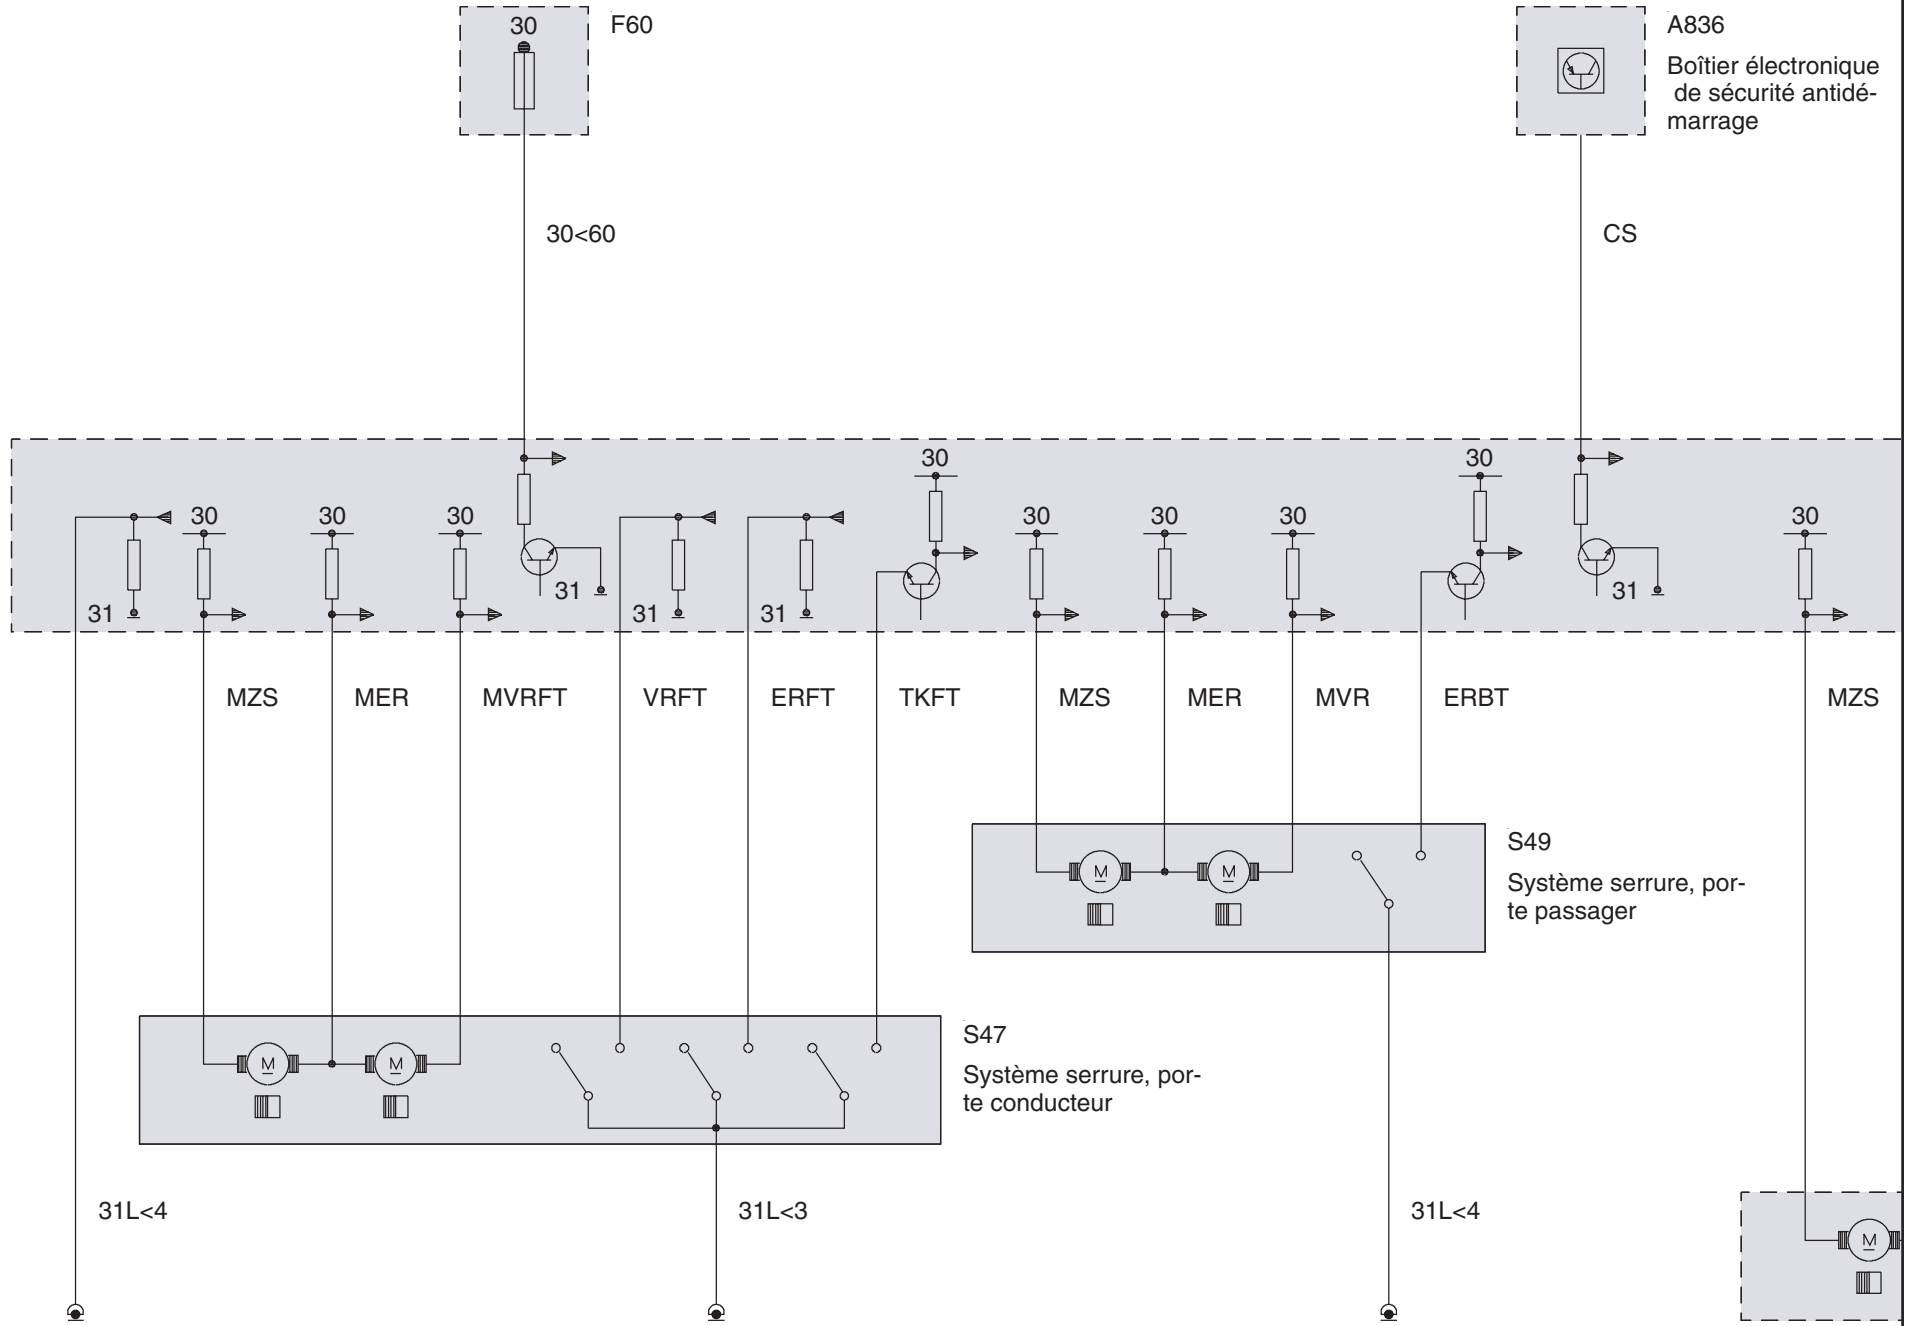 30
F60
A836
Boîtier électronique
de sécurité antidé-
marrage
30<60
CS
30
30
30
30
30
30
30
30
30
31
31
31
31
31
MZS
MER
MVRFT
VRFT
ERFT
TKFT
MZS
MER
MVR
ERBT
MZS
M
M
S49
Système serrure, por-
te passager
M
M
S47
Système serrure, por-
te conducteur
31L<4
31L<3
31L<4
M